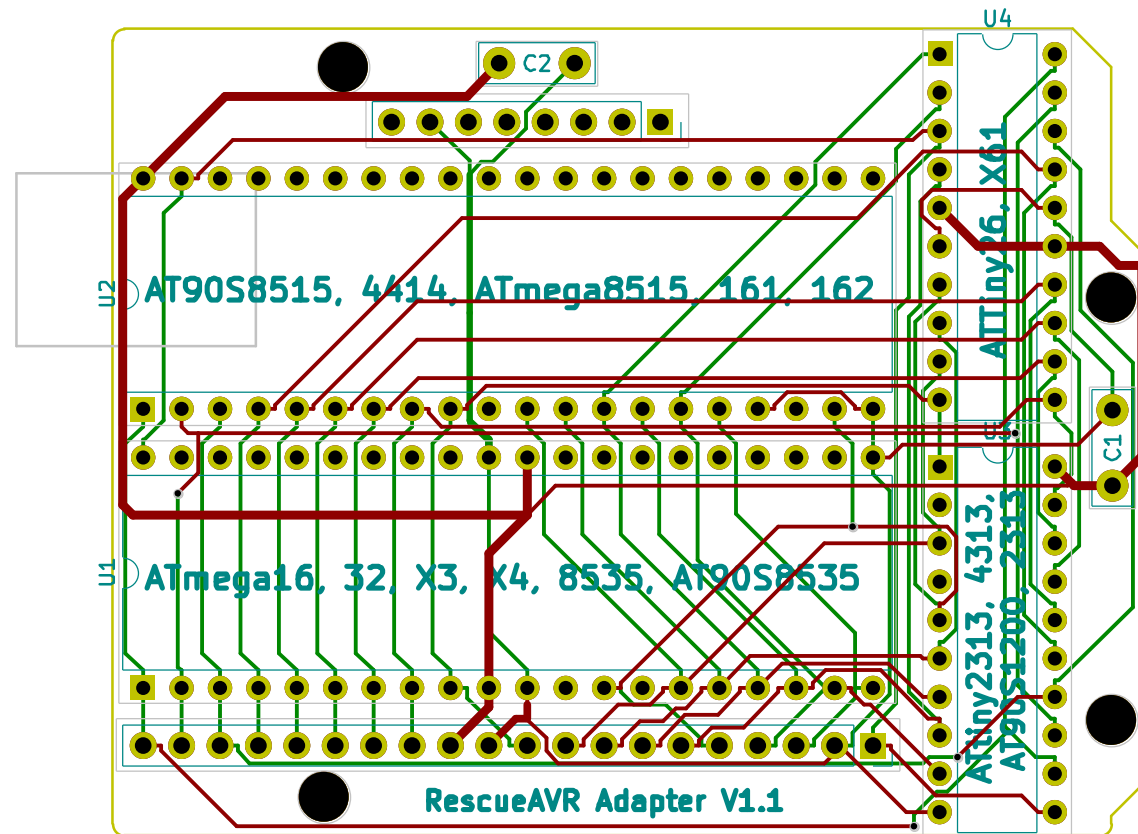 U4
C2
ATTiny26, X61
U2
AT90S8515, 4414, ATmega8515, 161, 162
C1
U3
U1
ATmega16, 32, X3, X4, 8535, AT90S8535
ATtiny2313, 4313,
AT90S1200, 2313
RescueAVR Adapter V1.1